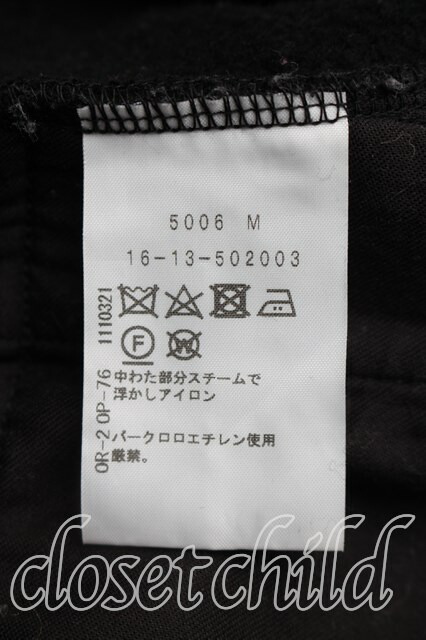 5006 M
16-13-502003
1110321
F
W
OR-2 OP-76
中わた部分スチームで
浮かしアイロン
パークロロエチレン使用
厳禁。
closetchild